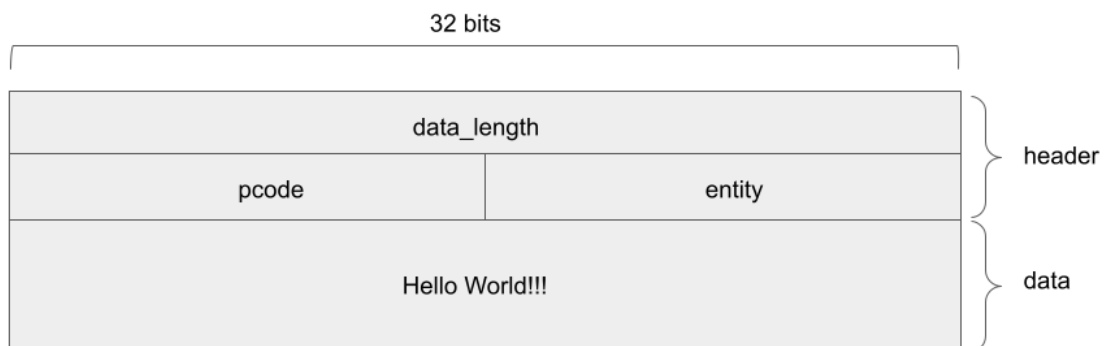 32 bits
data_length
header
pcode entity
Hello World!!!
data